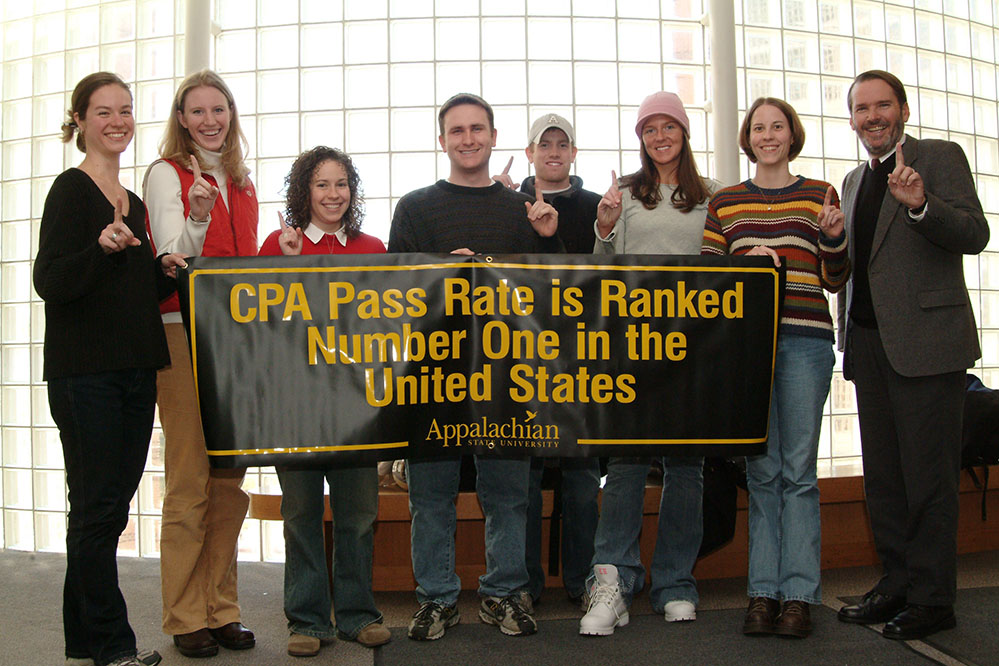 CPA Pass Rate is Ranked
Number One in the
United States
Appalachian
STATE UNIVERSITY
A